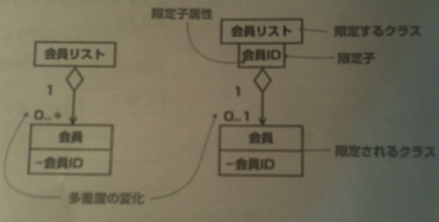 限定子属性
会員リスト
限定するクラス
会員リスト
会員ID
限定子
1
1
0..*
0..1
会員
会員
限定されるクラス
−会員ID
−会員ID
多重度の変化